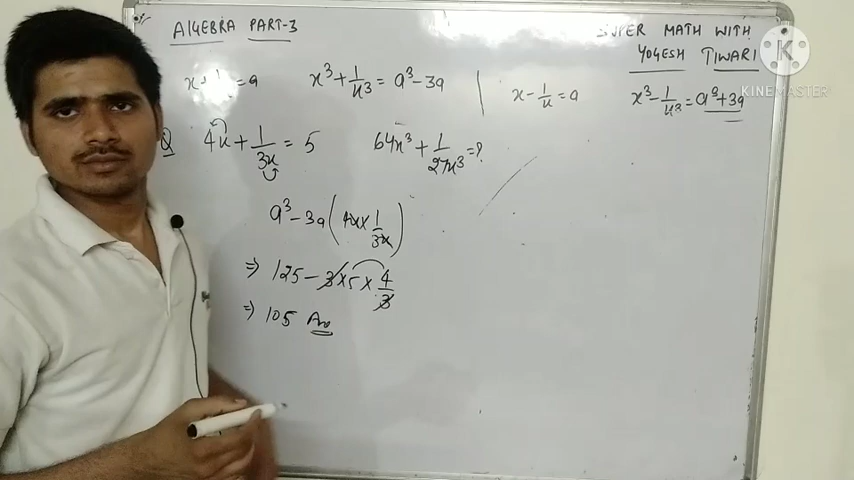 ALGEBRA PART-3
SUPER MATH WITH
YOGESH TIWARI
KINEMASTER
x + 1/x = a
x³ + 1/x³ = a³ - 3a
x - 1/x = a
x³ - 1/x³ = a³ + 3a
Q 4x + 1/3x = 5
64x³ + 1/27x³ = ?
a³ - 3a (4x × 1/3x)
⇒ 125 - 3 × 5 × 4/3
⇒ 105 Ans